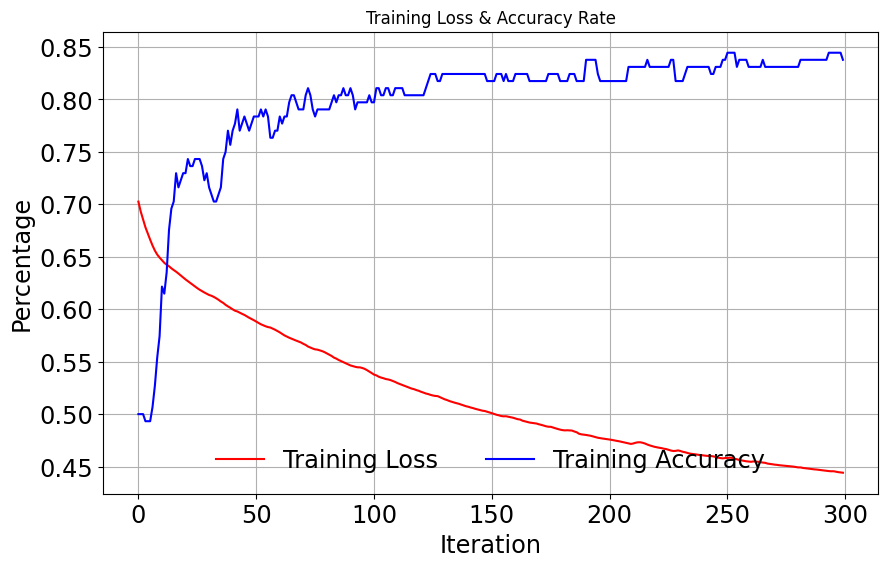 Training Loss & Accuracy Rate
0.85
0.80
0.75
0.70
0.65
0.60
0.55
0.50
0.45
Percentage
Training Loss Training Accuracy
0 50 100 150 200 250 300
Iteration